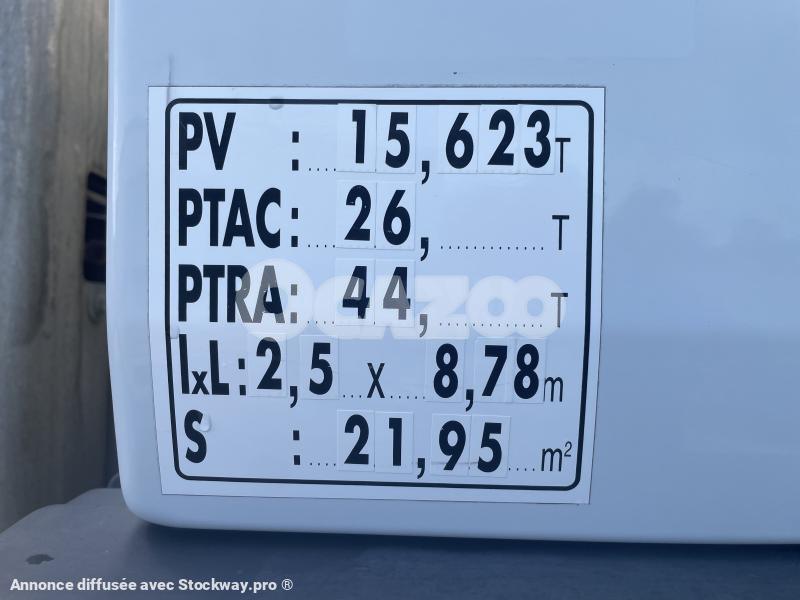 PV : .... 15,623 T
PTAC : .... 26, ............ T
PTRA : .... 44, ............ T
lxL : 2,5 ... x ..... 8,78 m
S : .... 21,95 .... m²
Gazoo
Annonce diffusée avec Stockway.pro ®